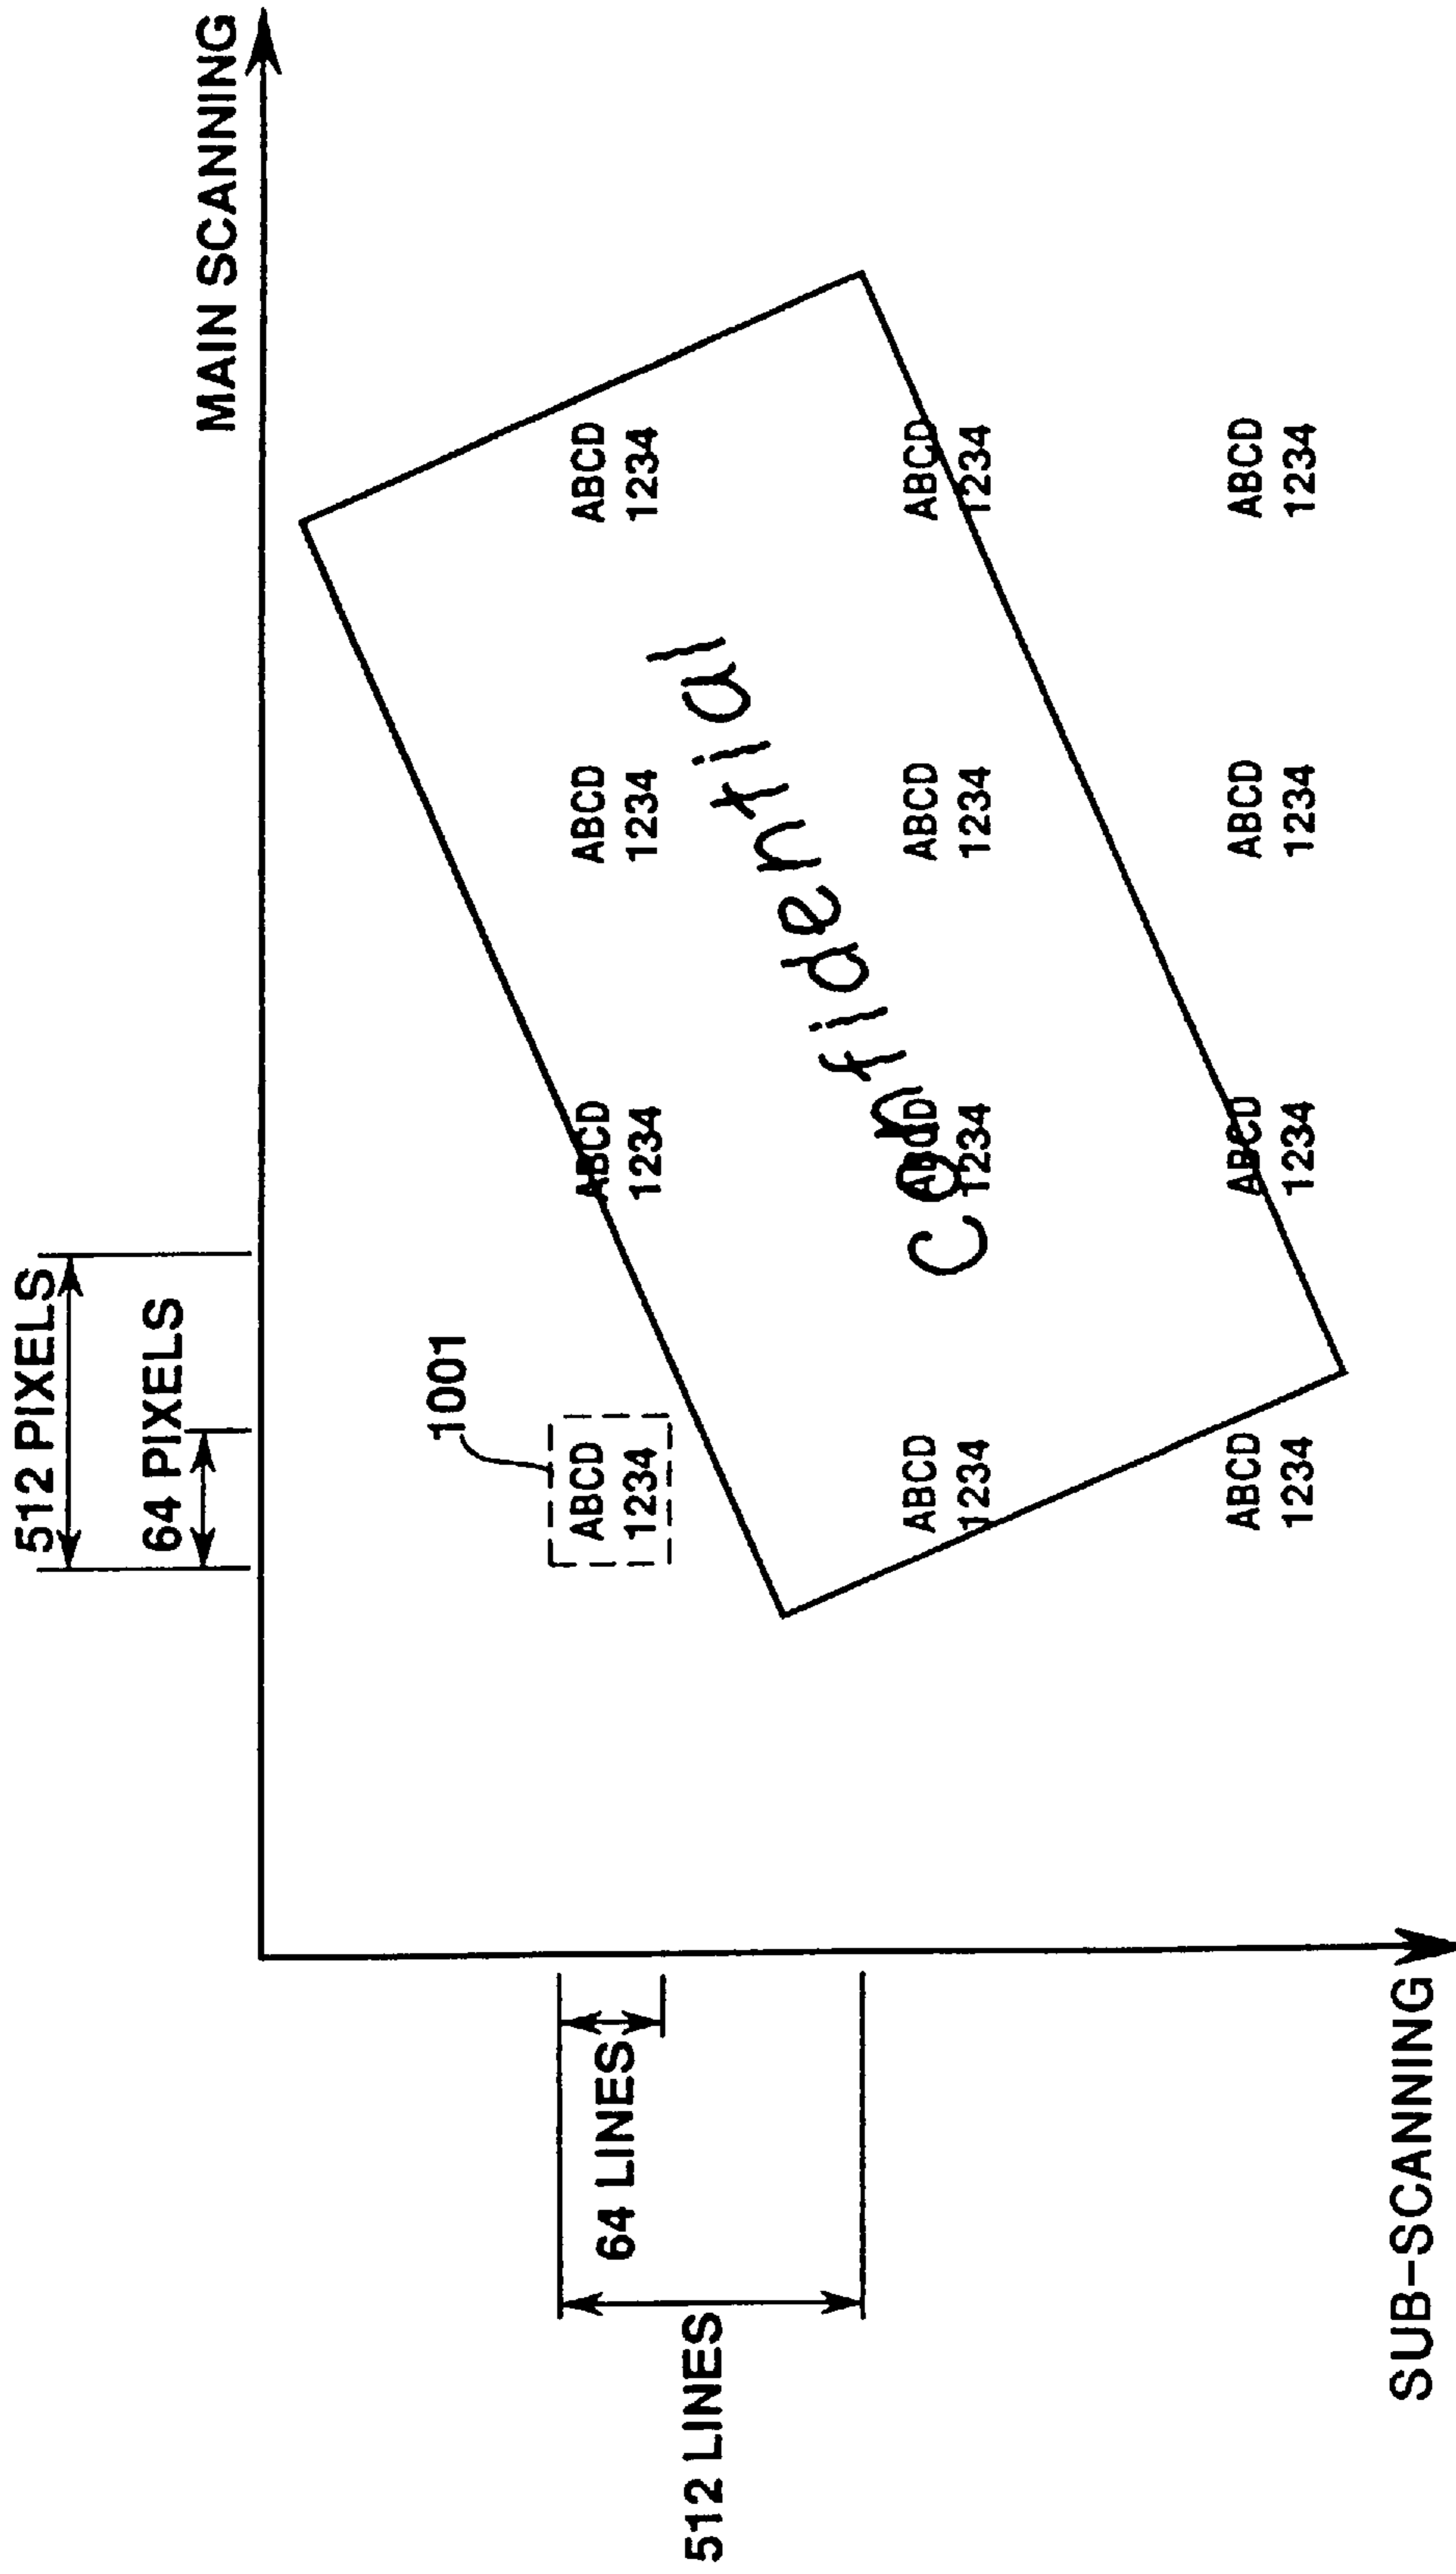 MAIN SCANNING
512 PIXELS
64 PIXELS
1001
ABCD
1234
ABCD
1234
ABCD
1234
ABCD
1234
64 LINES
512 LINES
Confidential
ABCD
1234
ABCD
1234
ABCD
1234
ABCD
1234
ABCD
1234
ABCD
1234
ABCD
1234
ABCD
1234
SUB-SCANNING